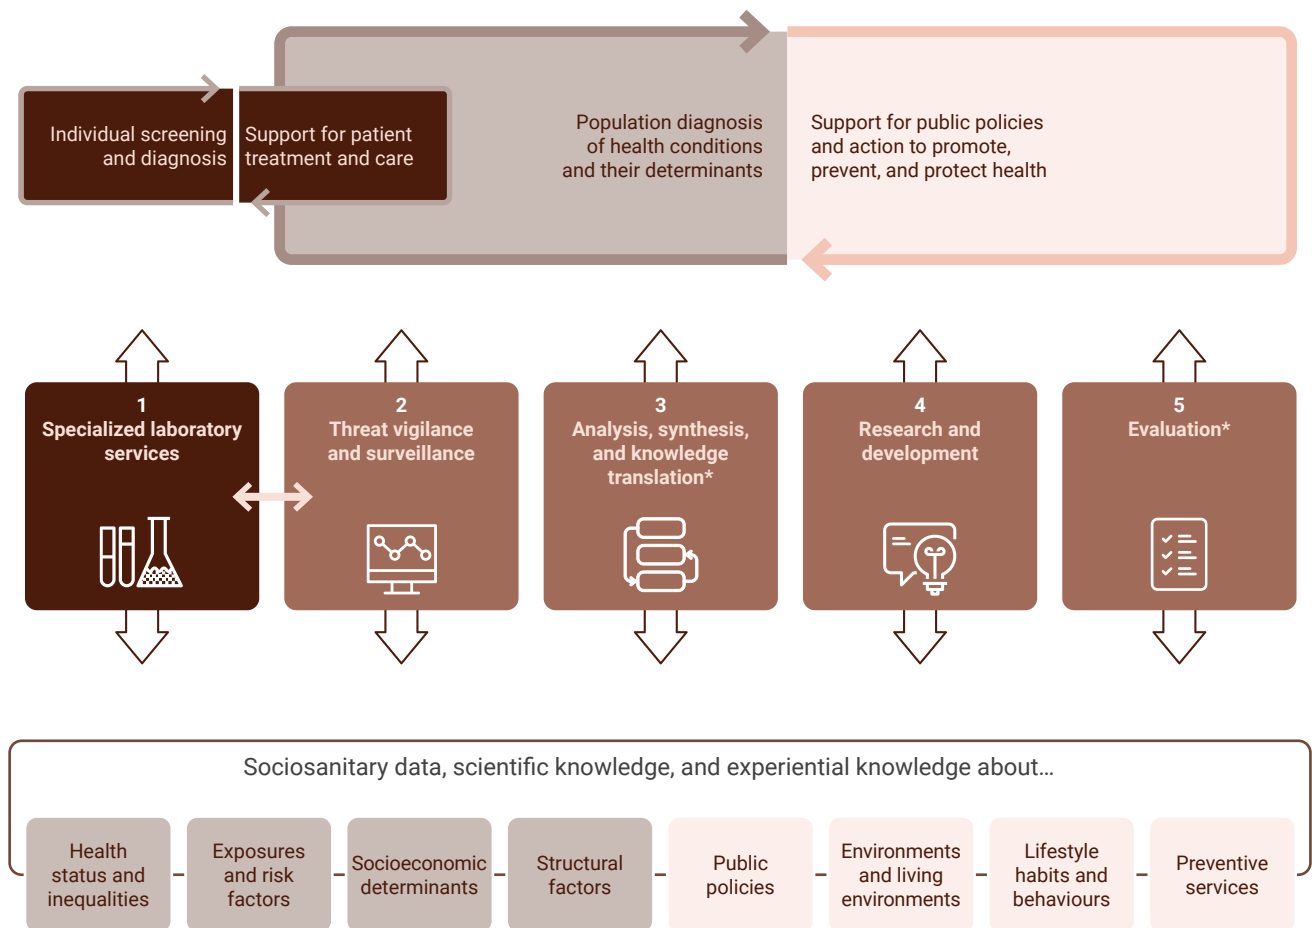 Individual screening
and diagnosis
Support for patient
treatment and care
Population diagnosis
of health conditions
and their determinants
Support for public policies
and action to promote,
prevent, and protect health
1
Specialized laboratory
services
2
Threat vigilance
and surveillance
3
Analysis, synthesis,
and knowledge
translation*
4
Research and
development
5
Evaluation*
Sociosanitary data, scientific knowledge, and experiential knowledge about…
Health
status and
inequalities
Exposures
and risk
factors
Socioeconomic
determinants
Structural
factors
Public
policies
Environments
and living
environments
Lifestyle
habits and
behaviours
Preventive
services